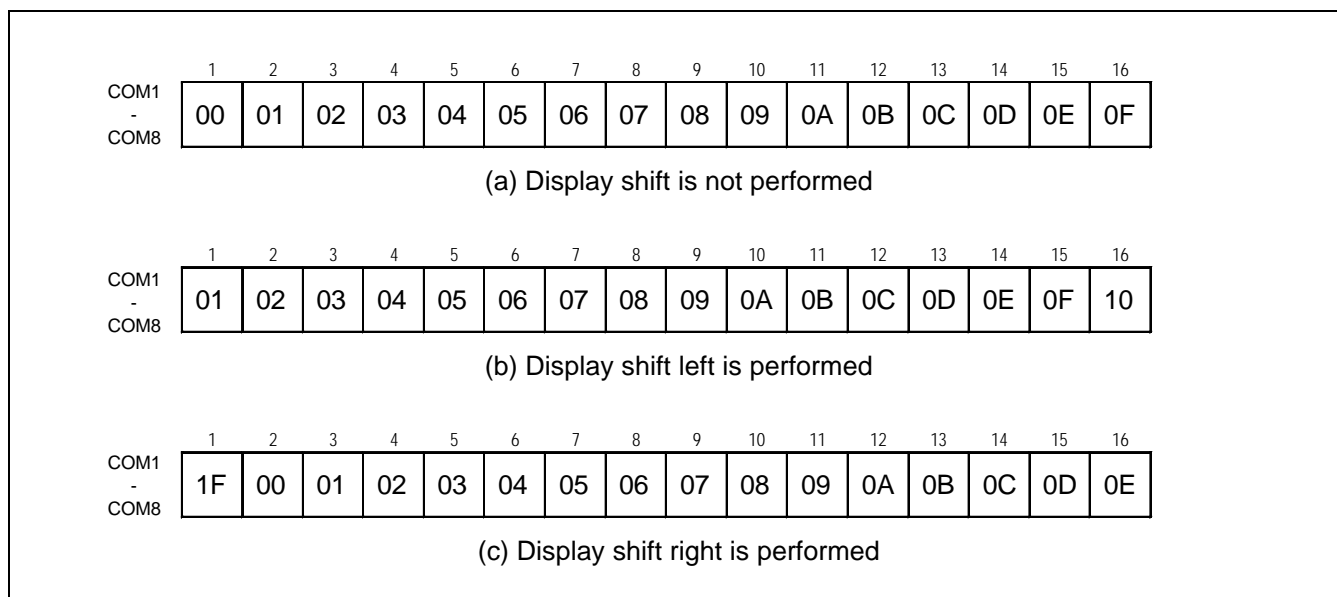 1 2 3 4 5 6 7 8 9 10 11 12 13 14 15 16
COM1
-
COM8
00 01 02 03 04 05 06 07 08 09 0A 0B 0C 0D 0E 0F
(a) Display shift is not performed
1 2 3 4 5 6 7 8 9 10 11 12 13 14 15 16
COM1
-
COM8
01 02 03 04 05 06 07 08 09 0A 0B 0C 0D 0E 0F 10
(b) Display shift left is performed
1 2 3 4 5 6 7 8 9 10 11 12 13 14 15 16
COM1
-
COM8
1F 00 01 02 03 04 05 06 07 08 09 0A 0B 0C 0D 0E
(c) Display shift right is performed